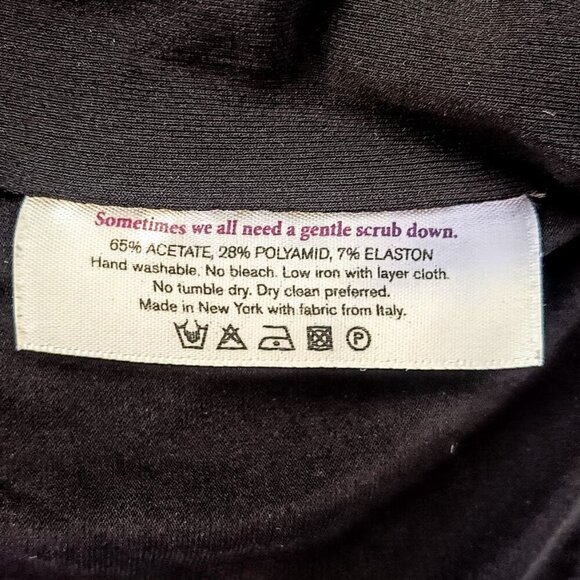 Sometimes we all need a gentle scrub down.
65% ACETATE, 28% POLYAMID, 7% ELASTON
Hand washable. No bleach. Low iron with layer cloth.
No tumble dry. Dry clean preferred.
Made in New York with fabric from Italy.
P